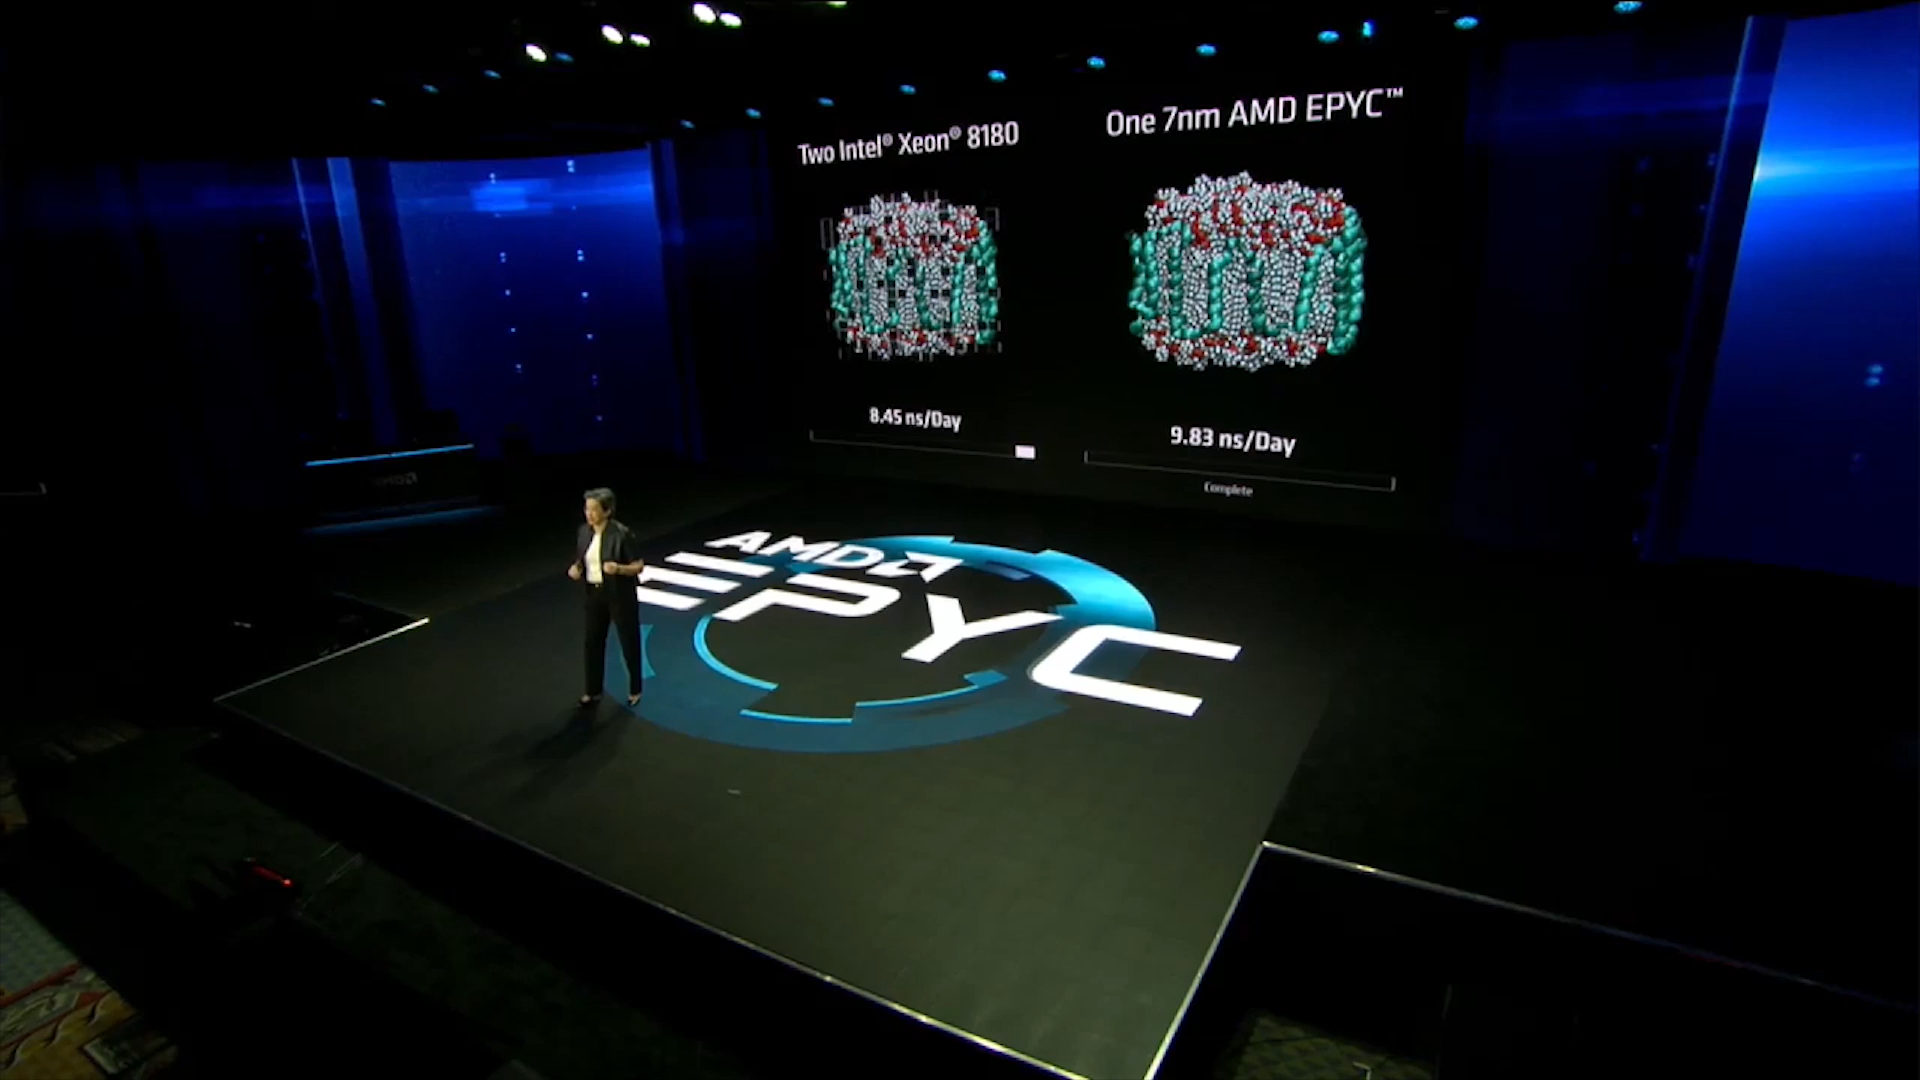 Two Intel® Xeon® 8180
One 7nm AMD EPYC™
8.45 ns/Day
9.83 ns/Day
Complete
AMD
AMD
EPYC